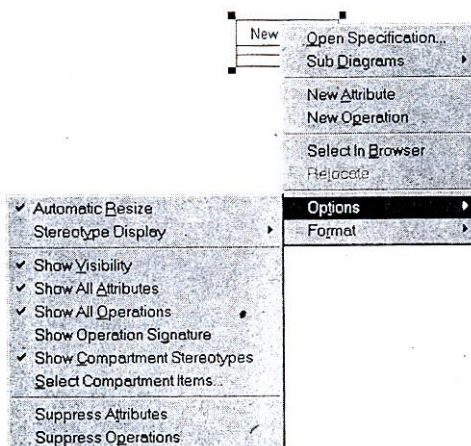 New
Open Specification...
Sub Diagrams
New Attribute
New Operation
Select In Browser
Relocate
Options
Format
Automatic Resize
Stereotype Display
Show Visibility
Show All Attributes
Show All Operations
Show Operation Signature
Show Compartment Stereotypes
Select Compartment Items...
Suppress Attributes
Suppress Operations